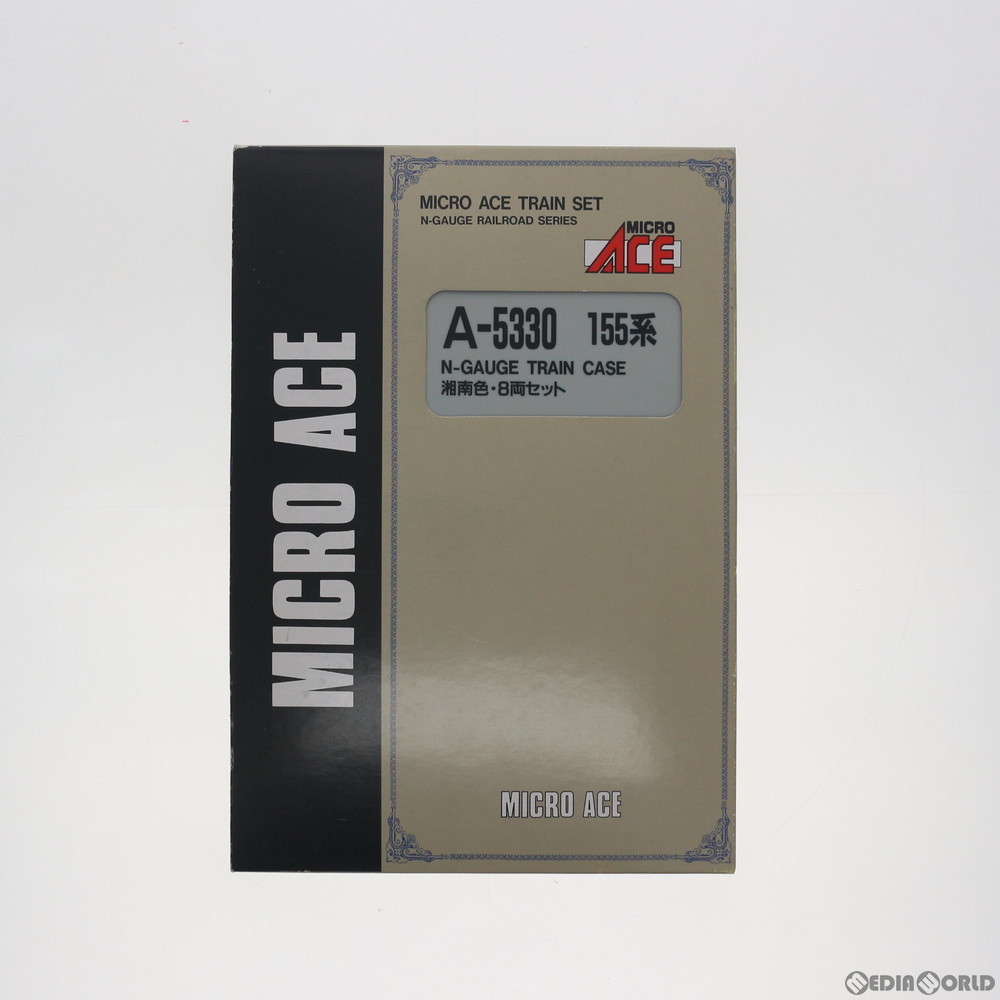 MICRO ACE
MICRO ACE TRAIN SET
N-GAUGE RAILROAD SERIES
MICRO
ACE
A-5330 155系
N-GAUGE TRAIN CASE
湘南色・8両セット
MICRO ACE
MEDIAWORLD